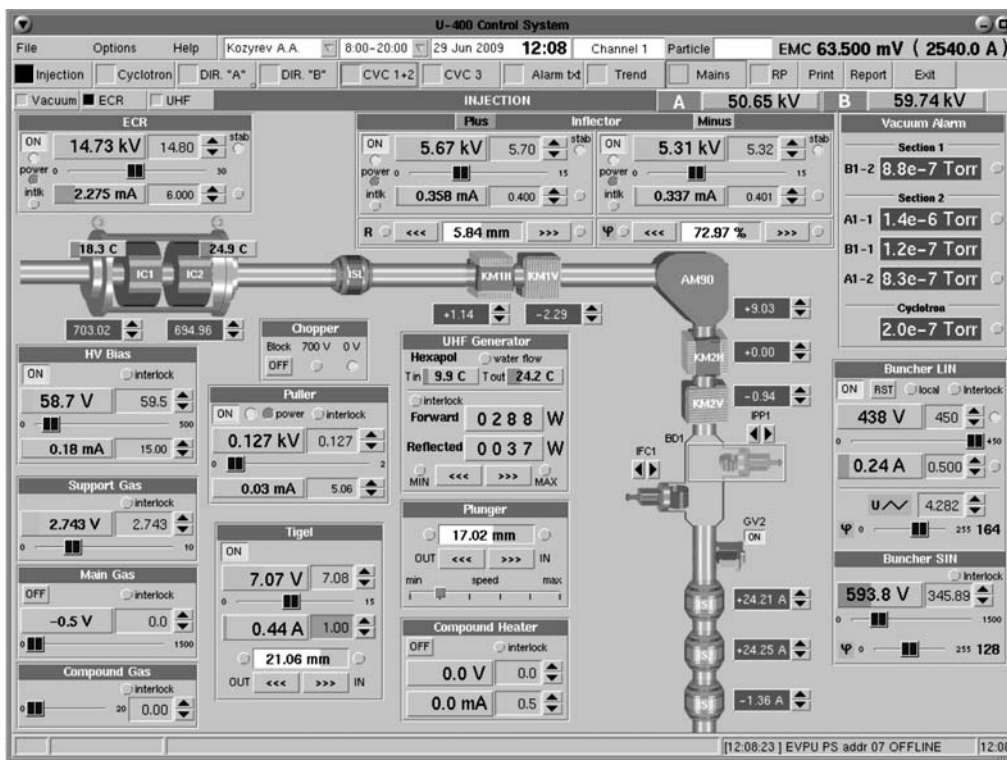 U-400 Control System
File Options Help Kozyrev A.A. 8:00-20:00 29 Jun 2009 12:08 Channel 1 Particle EMC 63.500 mV ( 2540.0 A )
Injection Cyclotron DIR. "A" DIR. "B" CVC 1+2 CVC 3 Alarm txt Trend Mains RP Print Report Exit
Vacuum ECR UHF INJECTION A 50.65 kV B 59.74 kV
ECR
ON 14.73 kV 14.80 stab
power 0 30
intlk 2.275 mA 6.000
Plus Inflector Minus
ON 5.67 kV 5.70 stab ON 5.31 kV 5.32 stab
power 0 15 power 0 15
intlk 0.358 mA 0.400 intlk 0.337 mA 0.401
R <<< 5.84 mm >>> φ <<< 72.97 % >>>
Vacuum Alarm
Section 1
B1-2 8.8e-7 Torr
Section 2
A1-1 1.4e-6 Torr
B1-1 1.2e-7 Torr
A1-2 8.3e-7 Torr
Cyclotron
2.0e-7 Torr
18.3 C 24.9 C
IC1 IC2 ISL KM1H KM1V AM90
703.02 694.96 +1.14 -2.29 +9.03
KM2H +0.00
KM2V -0.94
HV Bias
ON interlock
58.7 V 59.5
0 500
0.18 mA 15.00
Support Gas
interlock
2.743 V 2.743
0 10
Main Gas
OFF interlock
-0.5 V 0.0
0 1500
Compound Gas
interlock
0 20 0.00
Chopper
Block 700 V 0 V
OFF
Puller
ON power interlock
0.127 kV 0.127
0 2
0.03 mA 5.06
Tigel
ON
7.07 V 7.08
0 15
0.44 A 1.00
21.06 mm
OUT <<< >>> IN
UHF Generator
Hexapol water flow
T in 9.9 C T out 24.2 C
interlock
Forward 0288 W
Reflected 0037 W
MIN <<< >>> MAX
Plunger
17.02 mm
OUT <<< >>> IN
min speed max
Compound Heater
OFF interlock
0.0 V 0.0
0.0 mA 0.5
IPP1
BD1
IFC1
GV2
ON
ISL +24.21 A
ISL +24.25 A
ISL -1.36 A
Buncher LIN
ON RST local interlock
438 V 450
0 +50
0.24 A 0.500
U 4.282
φ 0 255 164
Buncher SIN
interlock
593.8 V 345.89
0 1500
φ 0 255 128
[12:08:23 ] EVPU PS addr 07 OFFLINE 12:08